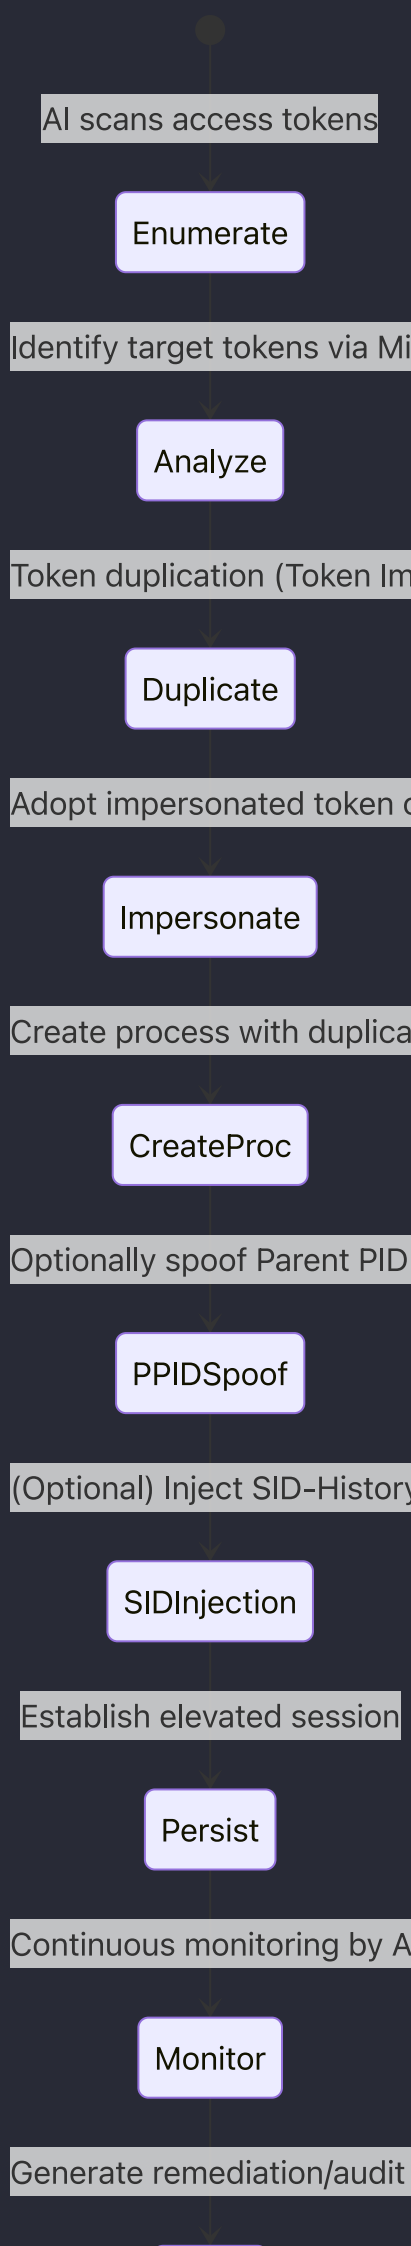 AI scans access tokens
Enumerate
Identify target tokens via Mi
Analyze
Token duplication (Token Im
Duplicate
Adopt impersonated token
Impersonate
Create process with duplica
CreateProc
Optionally spoof Parent PID
PPIDSpoof
(Optional) Inject SID-History
SIDInjection
Establish elevated session
Persist
Continuous monitoring by A
Monitor
Generate remediation/audit